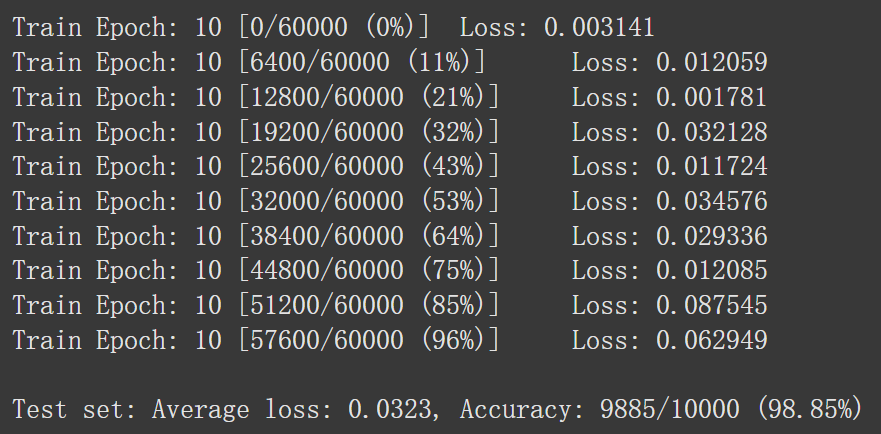 Train Epoch: 10 [0/60000 (0%)]  Loss: 0.003141
Train Epoch: 10 [6400/60000 (11%)]      Loss: 0.012059
Train Epoch: 10 [12800/60000 (21%)]     Loss: 0.001781
Train Epoch: 10 [19200/60000 (32%)]     Loss: 0.032128
Train Epoch: 10 [25600/60000 (43%)]     Loss: 0.011724
Train Epoch: 10 [32000/60000 (53%)]     Loss: 0.034576
Train Epoch: 10 [38400/60000 (64%)]     Loss: 0.029336
Train Epoch: 10 [44800/60000 (75%)]     Loss: 0.012085
Train Epoch: 10 [51200/60000 (85%)]     Loss: 0.087545
Train Epoch: 10 [57600/60000 (96%)]     Loss: 0.062949
Test set: Average loss: 0.0323, Accuracy: 9885/10000 (98.85%)